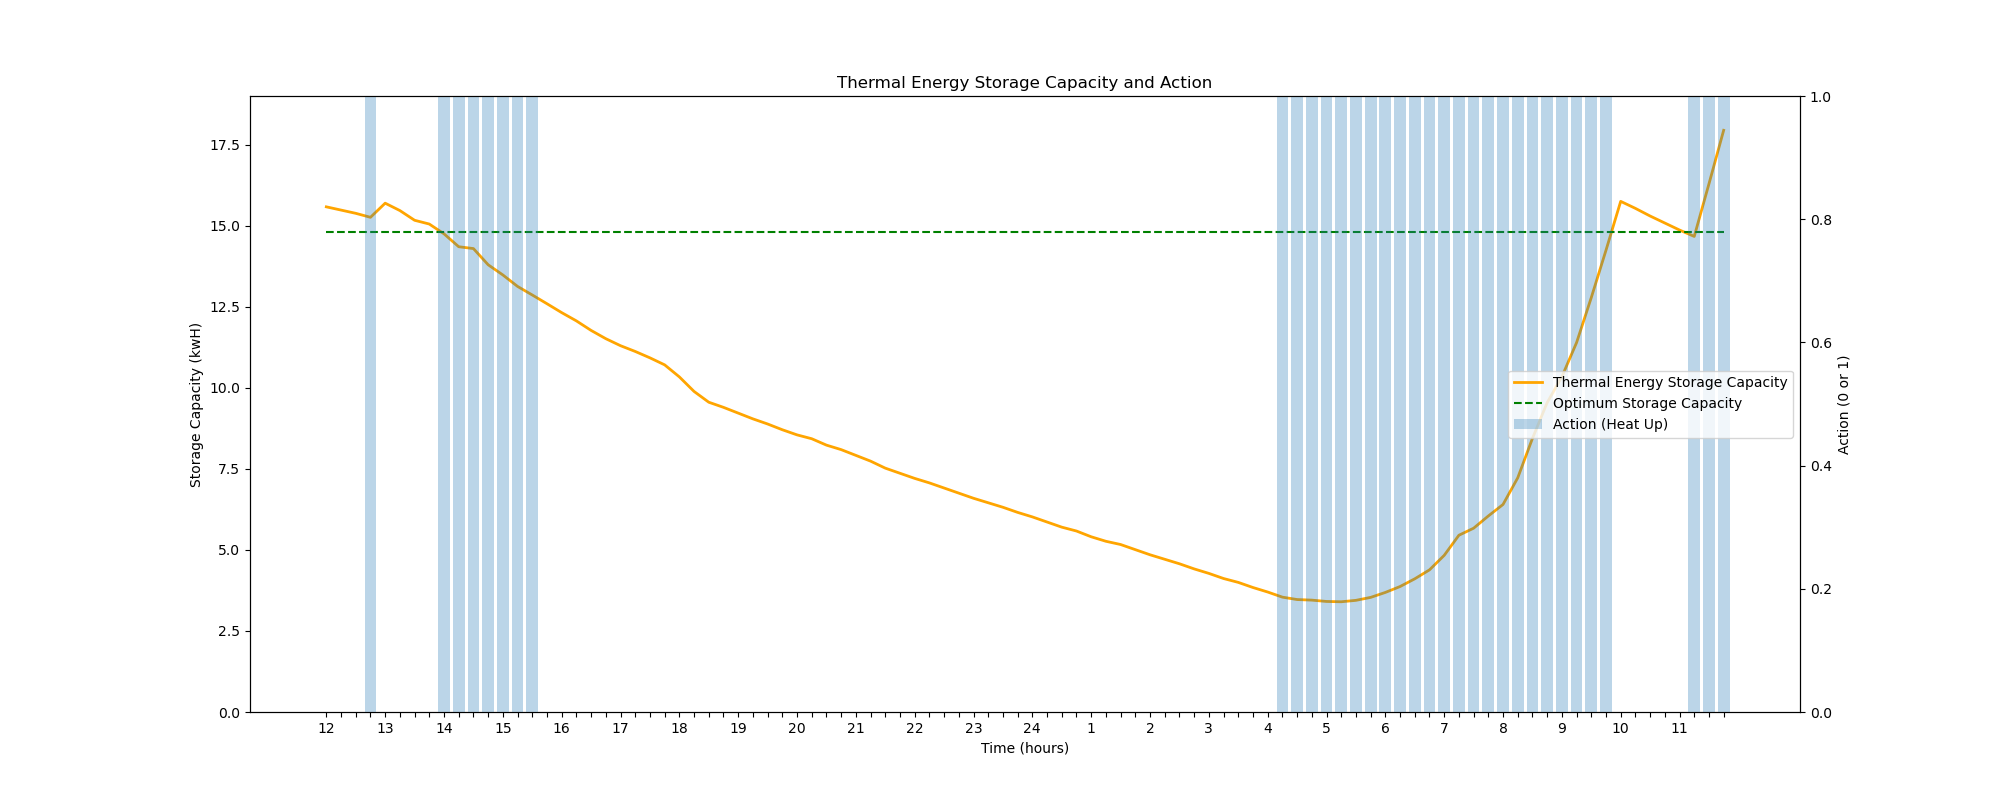 Thermal Energy Storage Capacity and Action
Storage Capacity (kwH)
17.5
15.0
12.5
10.0
7.5
5.0
2.5
0.0
1.0
0.8
0.6
0.4
0.2
0.0
Action (0 or 1)
Thermal Energy Storage Capacity
Optimum Storage Capacity
Action (Heat Up)
12 13 14 15 16 17 18 19 20 21 22 23 24 1 2 3 4 5 6 7 8 9 10 11
Time (hours)